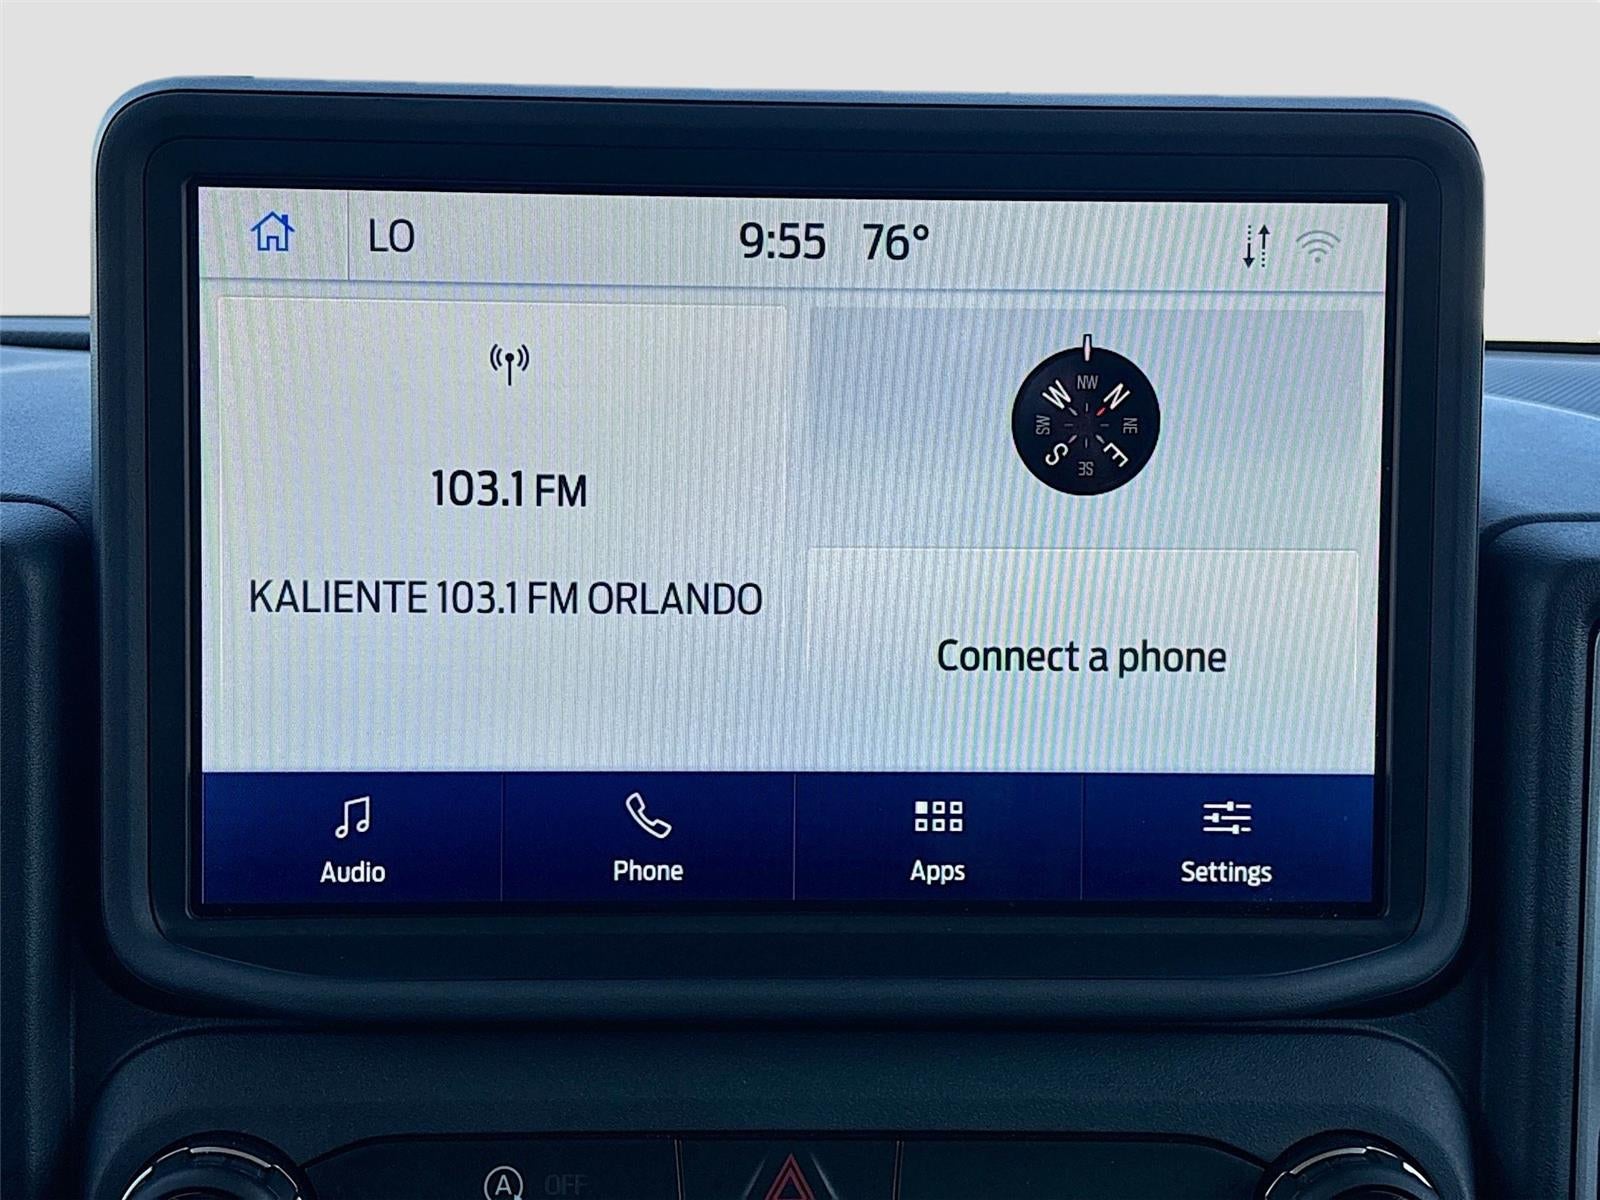 LO
9:55 76°
103.1 FM
KALIENTE 103.1 FM ORLANDO
NW
W N
SW NE
S E
SE
Connect a phone
Audio Phone Apps Settings
A OFF